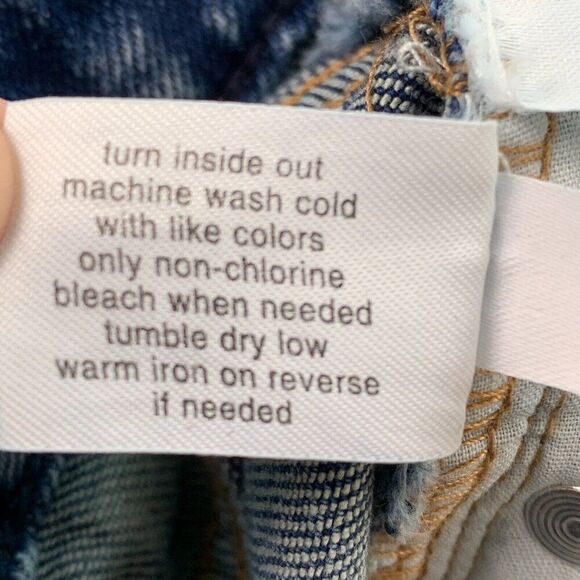 turn inside out
machine wash cold
with like colors
only non-chlorine
bleach when needed
tumble dry low
warm iron on reverse
if needed